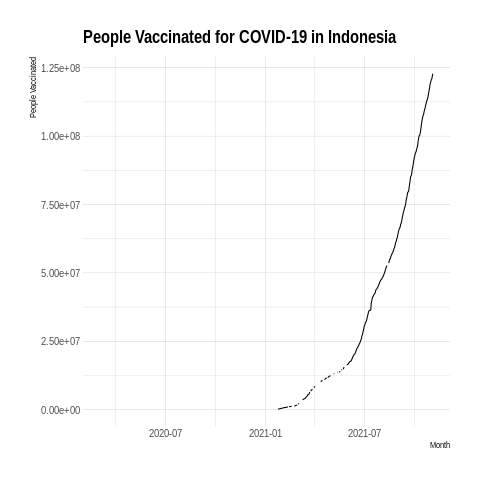 People Vaccinated for COVID-19 in Indonesia
People Vaccinated
1.25e+08
1.00e+08
7.50e+07
5.00e+07
2.50e+07
0.00e+00
2020-07
2021-01
2021-07
Month